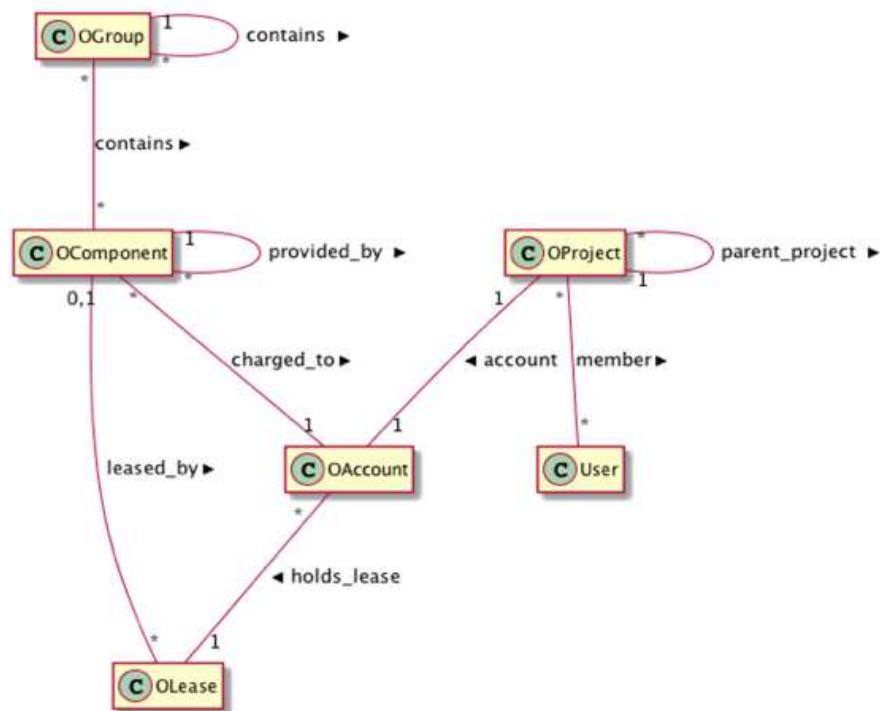 1
C OGroup
contains ►
*
*
contains ►
*
1
C OComponent
provided_by ►
*
0,1
*
*
C OProject
parent_project ►
1
1
*
charged_to ►
◄ account
member ►
1
1
*
leased_by ►
C OAccount
C User
*
◄ holds_lease
*
1
C OLease